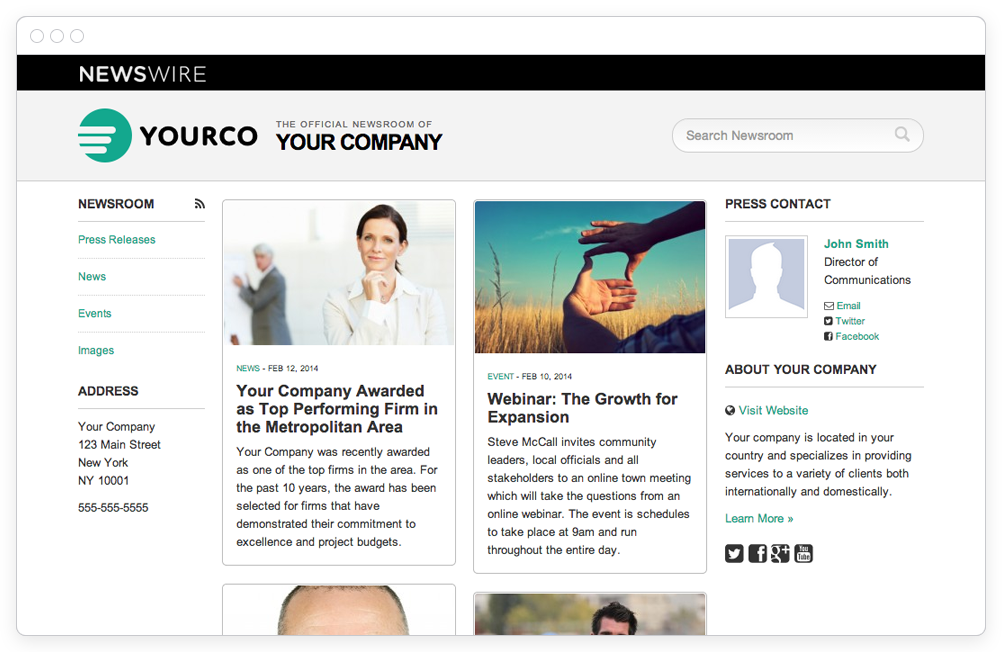 NEWSWIRE
YOURCO
THE OFFICIAL NEWSROOM OF
YOUR COMPANY
Search Newsroom
NEWSROOM
Press Releases
News
Events
Images
ADDRESS
Your Company
123 Main Street
New York
NY 10001
555-555-5555
NEWS - FEB 12, 2014
Your Company Awarded
as Top Performing Firm in
the Metropolitan Area
Your Company was recently awarded
as one of the top firms in the area. For
the past 10 years, the award has been
selected for firms that have
demonstrated their commitment to
excellence and project budgets.
EVENT - FEB 10, 2014
Webinar: The Growth for
Expansion
Steve McCall invites community
leaders, local officials and all
stakeholders to an online town meeting
which will take the questions from an
online webinar. The event is schedules
to take place at 9am and run
throughout the entire day.
PRESS CONTACT
John Smith
Director of
Communications
Email
Twitter
Facebook
ABOUT YOUR COMPANY
Visit Website
Your company is located in your
country and specializes in providing
services to a variety of clients both
internationally and domestically.
Learn More »
You
Tube